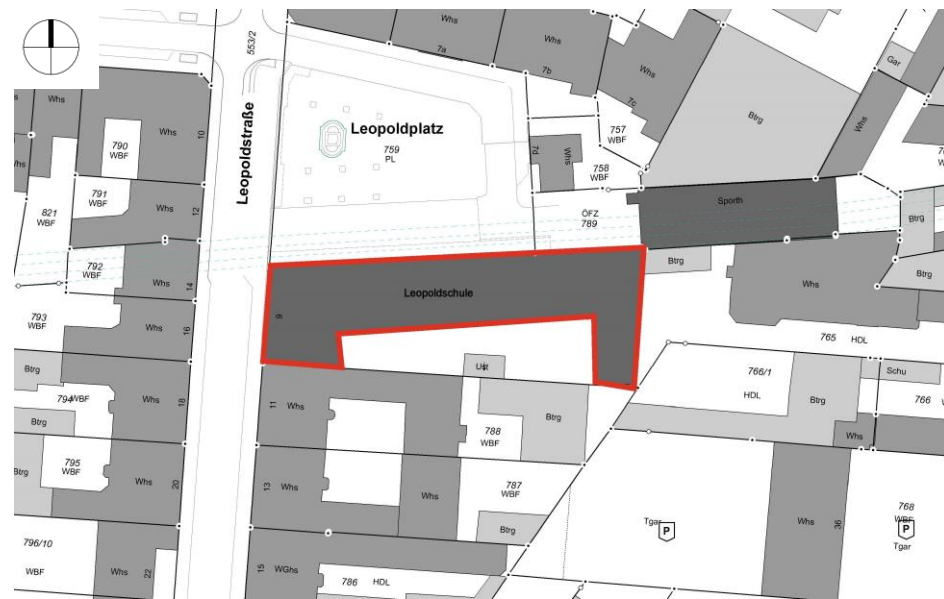 553/2
Whs
7a
Whs
7b
Whs
7c
Gar
Btrg
Whs
Whs
Whs
790
WBF
Whs
10
Leopoldstraße
Leopoldplatz
759
PL
757
WBF
7d
Whs
758
WBF
791
WBF
Whs
12
821
WBF
Sporth
ÖFZ
789
Btrg
792
WBF
Whs
14
Btrg
Btrg
Leopoldschule
9
Whs
793
WBF
Whs
16
765 HDL
Btrg
Ust
766/1
HDL
Btrg
Schu
766
794 WBF
Whs
18
11
Whs
Btrg
788
WBF
Whs
Btrg
795
WBF
Whs
20
Btrg
13
Whs
Whs
787
WBF
Btrg
Tgar
P
Whs
36
768
WBF
P
Tgar
796/10
WBF
Whs
22
15
WGhs
786 HDL